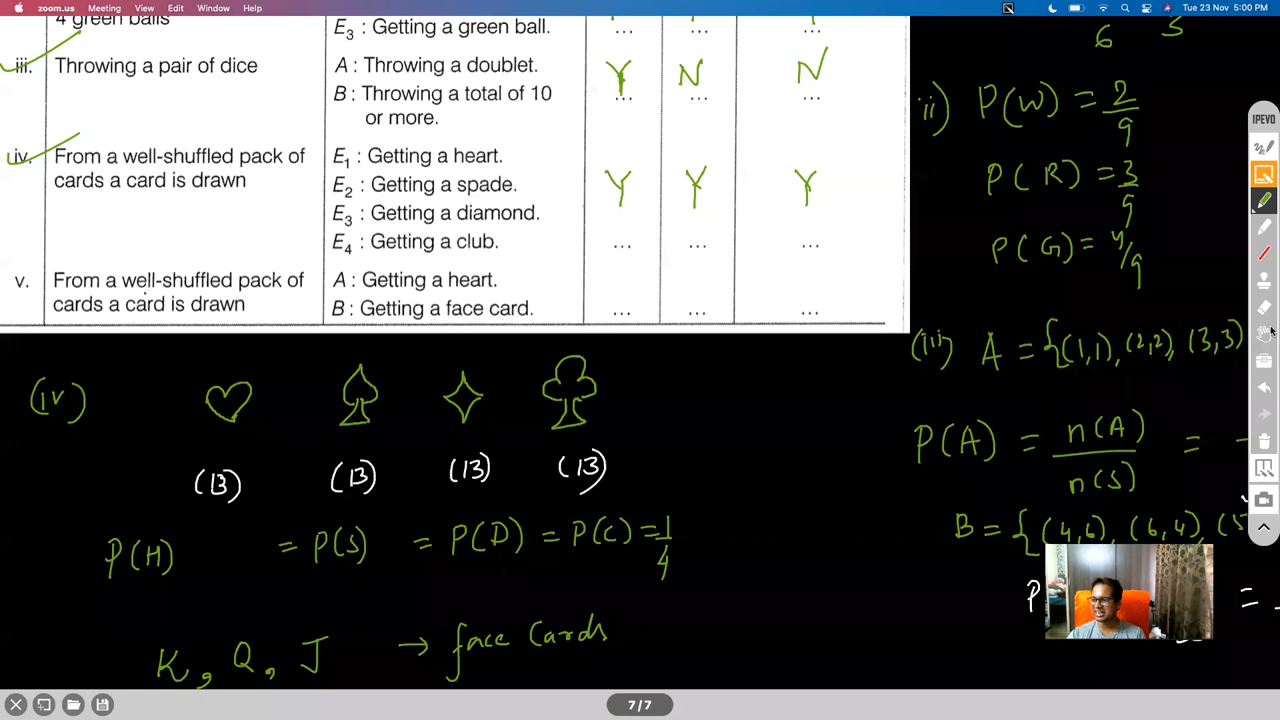 zoom.us Meeting View Edit Window Help Tue 23 Nov 5:00 PM
4 green balls
E3 : Getting a green ball.
... ... ...
iii. Throwing a pair of dice A : Throwing a doublet. Y N N
B : Throwing a total of 10
or more.
... ... ...
iv. From a well-shuffled pack of
cards a card is drawn
E1 : Getting a heart.
E2 : Getting a spade. Y Y Y
E3 : Getting a diamond.
E4 : Getting a club. ... ... ...
v. From a well-shuffled pack of
cards a card is drawn
A : Getting a heart.
B : Getting a face card. ... ... ...
6
ii) P(W) = 2/9
P(R) = 3/9
P(G) = 4/9
(iii) A = {(1,1), (2,2), (3,3)
P(A) = n(A)/n(S) =
B = {(4,6), (6,4), (5
P =
(iv)
(13) (13) (13) (13)
P(H) = P(S) = P(D) = P(C) = 1/4
K, Q, J → face cards
IPEVO
7/7